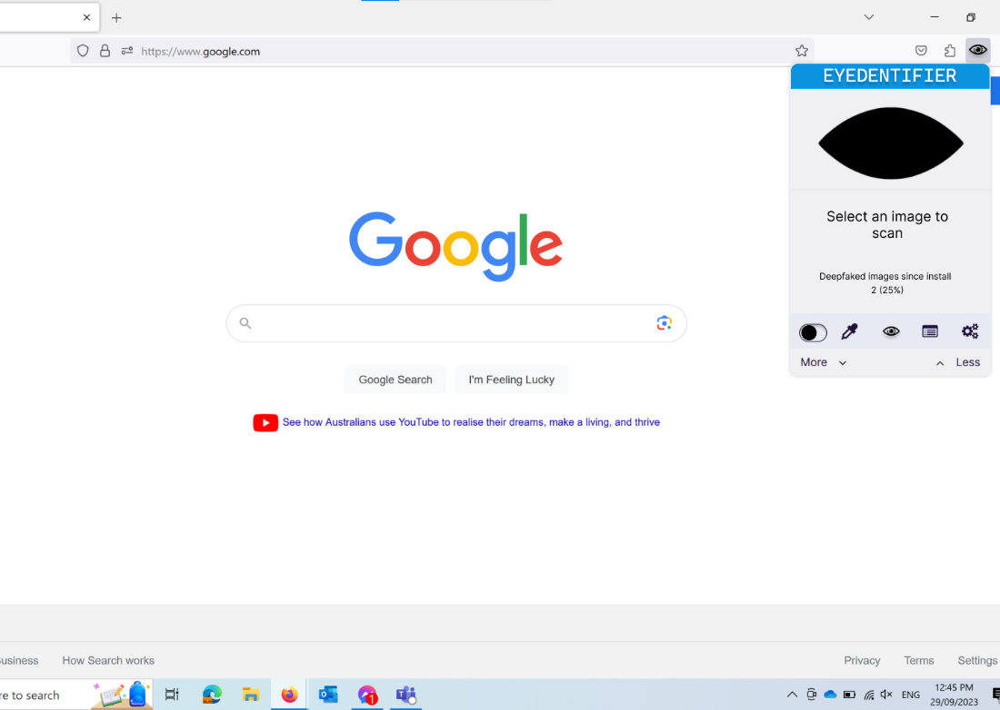 https://www.google.com
EYEDENTIFIER
Select an image to
scan
Deepfaked images since install
2 (25%)
More
Less
Google
Google Search
I'm Feeling Lucky
See how Australians use YouTube to realise their dreams, make a living, and thrive
usiness
How Search works
Privacy
Terms
Settings
re to search
1
ENG
12:45 PM
29/09/2023